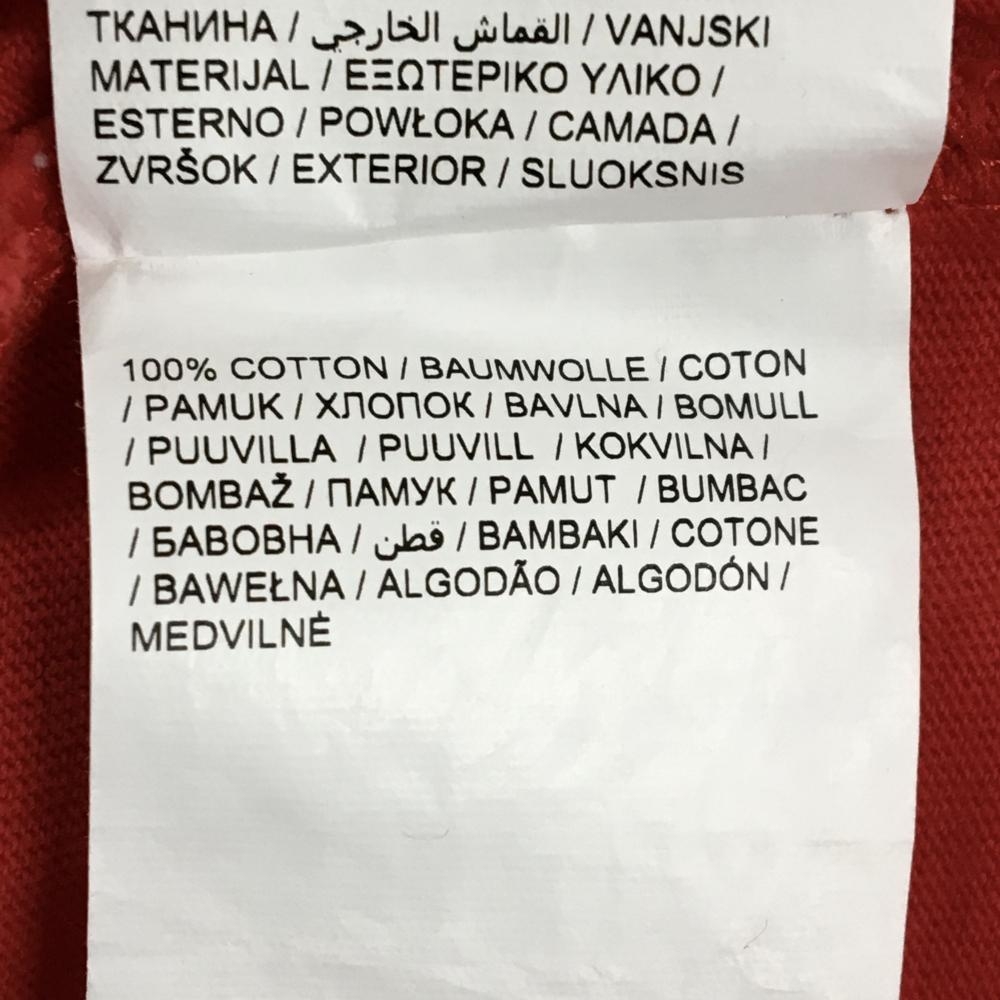 ТКАНИНА / القماش الخارجي / VANJSKI
MATERIJAL / ΕΞΩΤΕΡΙΚΟ ΥΛΙΚΟ /
ESTERNO / POWŁOKA / CAMADA /
ZVRŠOK / EXTERIOR / SLUOKSNIS
100% COTTON / BAUMWOLLE / COTON
/ PAMUK / ХЛОПОК / BAVLNA / BOMULL
/ PUUVILLA / PUUVILL / KOKVILNA /
BOMBAŽ / ПАМУК / PAMUT / BUMBAC
/ БАВОВНА / قطن / BAMBAKI / COTONE
/ BAWEŁNA / ALGODÃO / ALGODÓN /
MEDVILNĖ